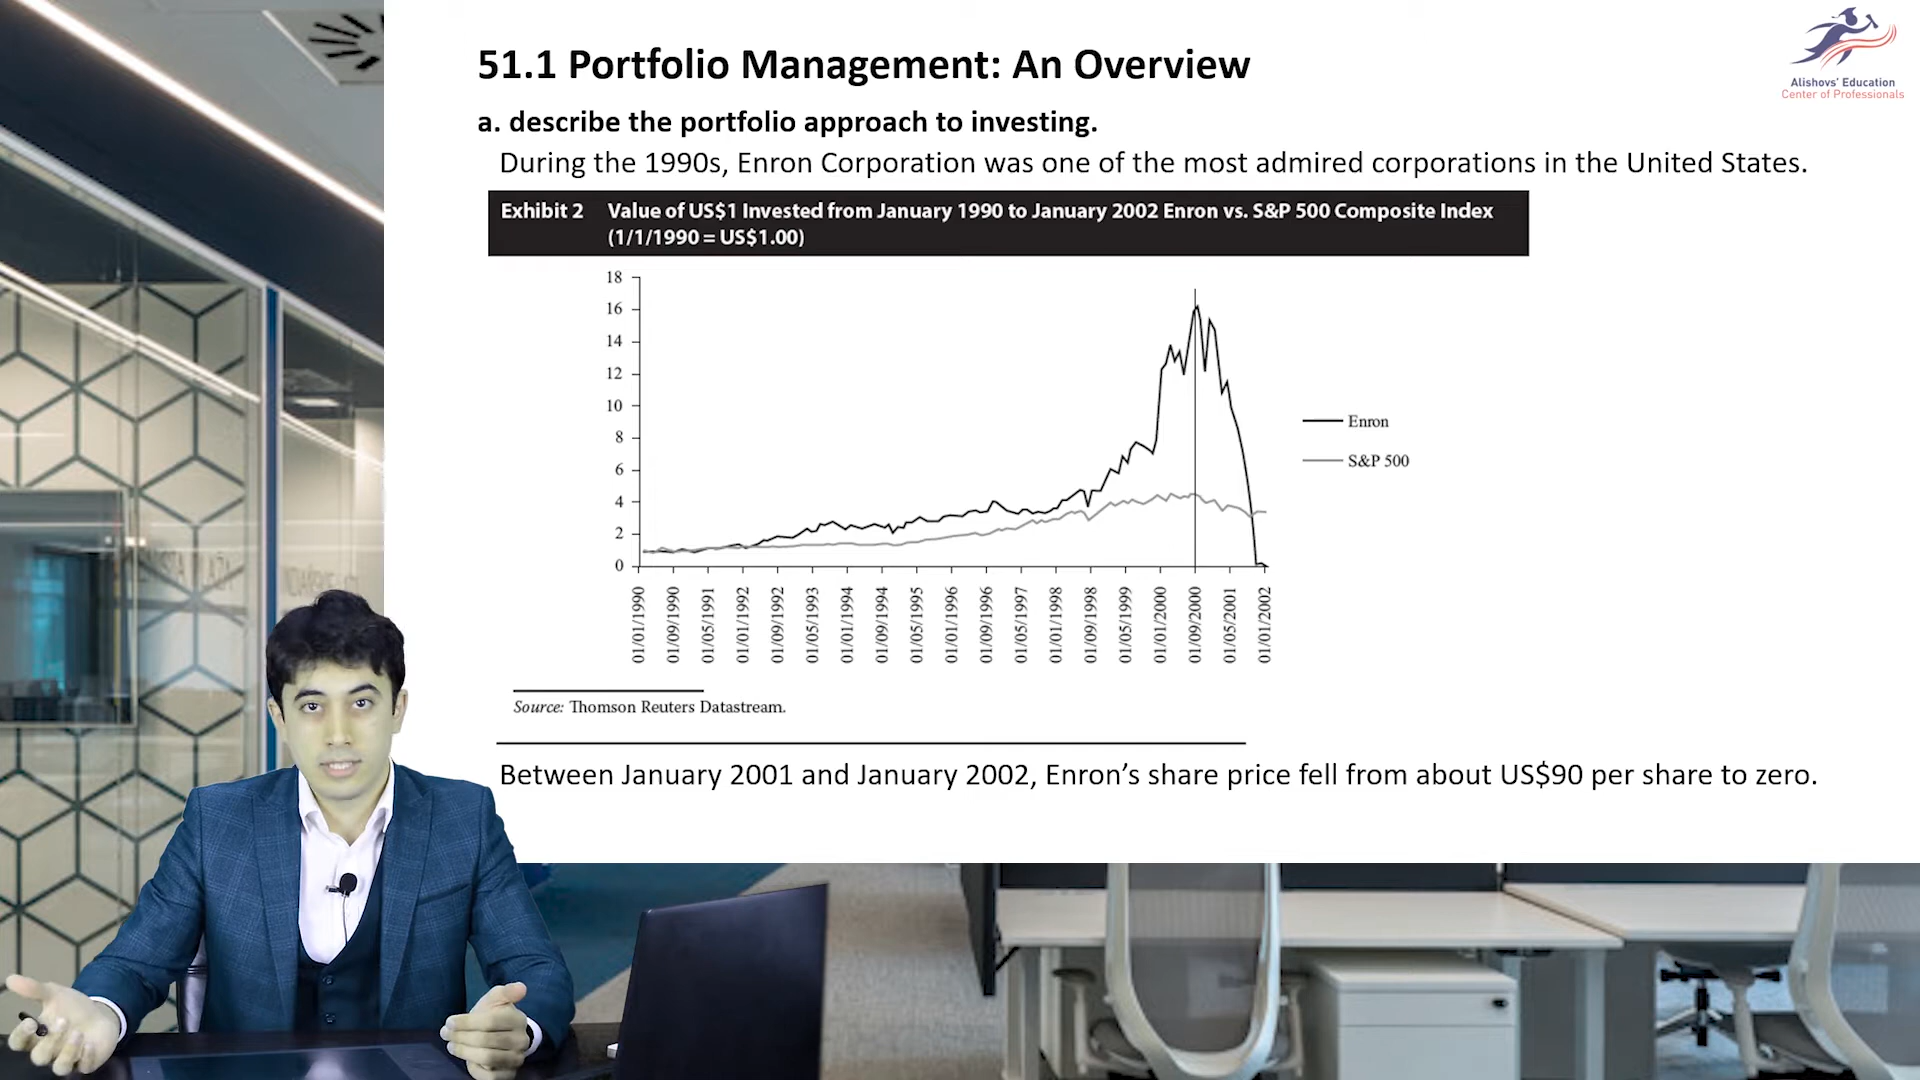 51.1 Portfolio Management: An Overview
Alishovs' Education
Center of Professionals
a. describe the portfolio approach to investing.
During the 1990s, Enron Corporation was one of the most admired corporations in the United States.
Exhibit 2 Value of US$1 Invested from January 1990 to January 2002 Enron vs. S&P 500 Composite Index
(1/1/1990 = US$1.00)
18
16
14
12
10
8
6
4
2
0
Enron
S&P 500
01/01/1990
01/09/1990
01/05/1991
01/01/1992
01/09/1992
01/05/1993
01/01/1994
01/09/1994
01/05/1995
01/01/1996
01/09/1996
01/05/1997
01/01/1998
01/09/1998
01/05/1999
01/01/2000
01/09/2000
01/05/2001
01/01/2002
Source: Thomson Reuters Datastream.
Between January 2001 and January 2002, Enron's share price fell from about US$90 per share to zero.